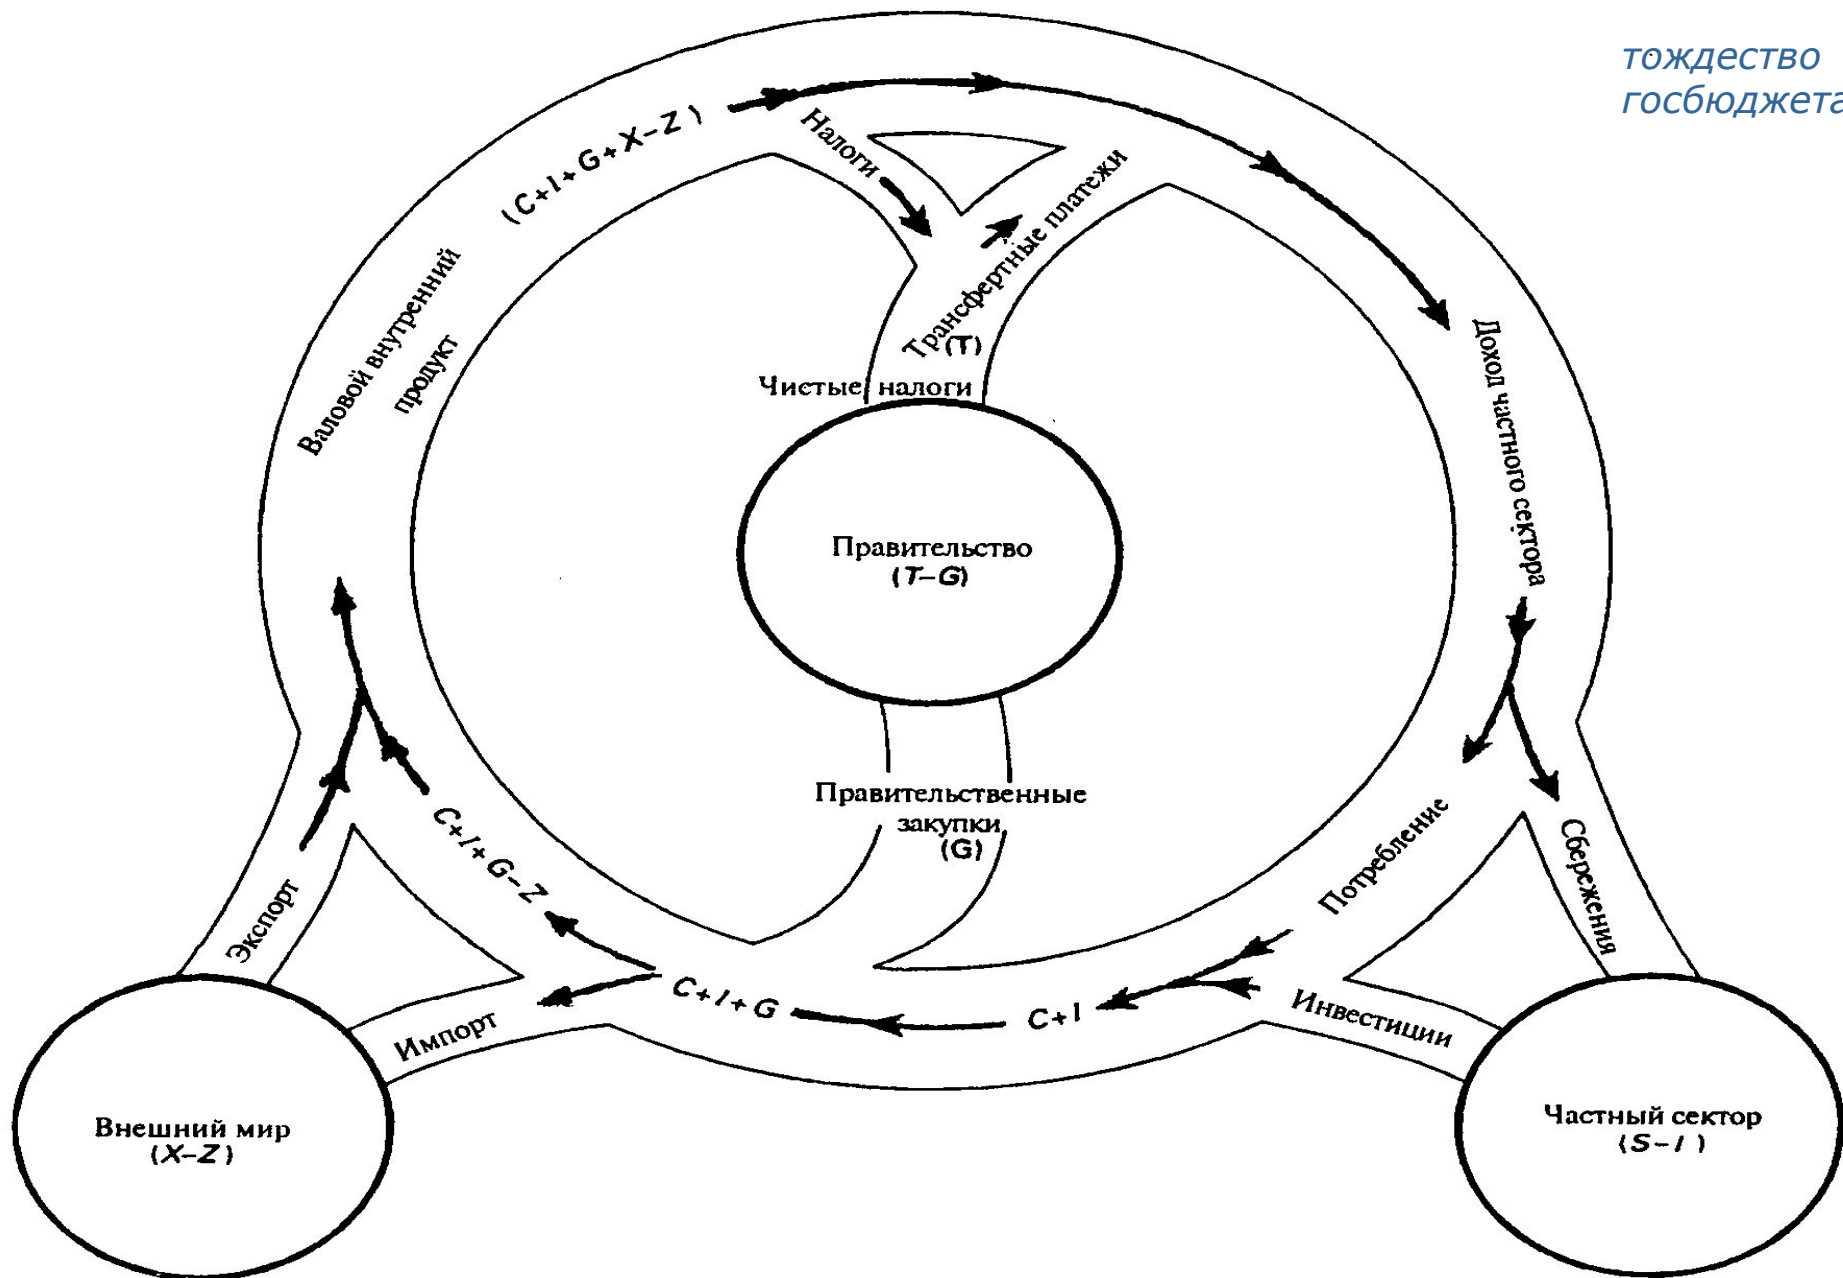 тождество
госбюджета
(C+I+G+X–Z)
Налоги
Трансфертные платежи
(T)
Чистые налоги
Валовой внутренний
продукт
Доход частного сектора
Правительство
(T–G)
Правительственные
закупки
(G)
C+I+G–Z
Потребление
Сбережения
Экспорт
Импорт
C+I+G
C+I
Инвестиции
Внешний мир
(X–Z)
Частный сектор
(S–I)